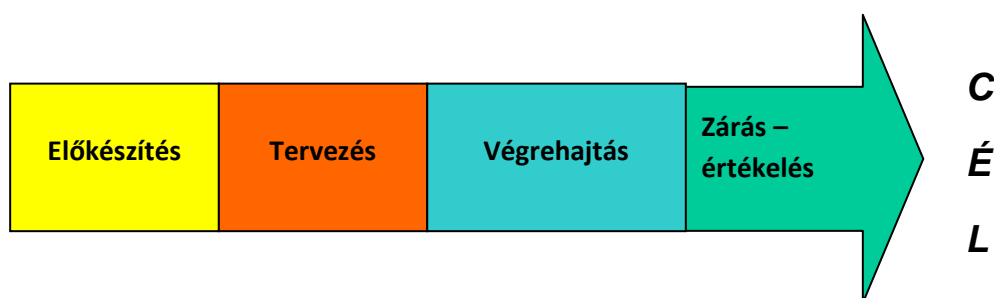 Előkészítés
Tervezés
Végrehajtás
Zárás –
értékelés
C
É
L